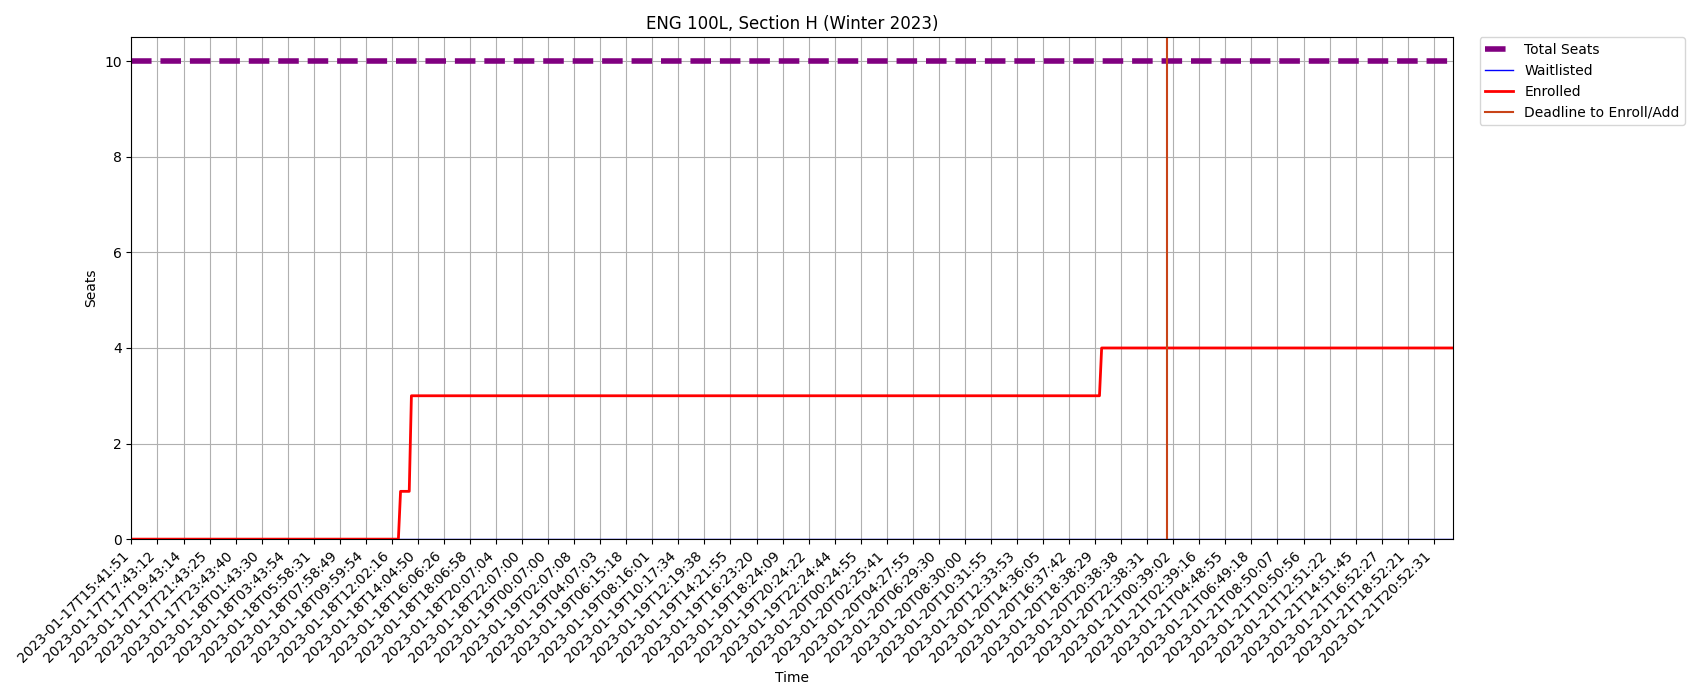 ENG 100L, Section H (Winter 2023)
Total Seats
Waitlisted
Enrolled
Deadline to Enroll/Add
Seats
10
8
6
4
2
0
2023-01-17T15:41:51
2023-01-17T17:43:12
2023-01-17T19:43:14
2023-01-17T21:43:25
2023-01-17T23:43:40
2023-01-18T01:43:30
2023-01-18T03:43:54
2023-01-18T05:58:31
2023-01-18T07:58:49
2023-01-18T09:59:54
2023-01-18T12:02:16
2023-01-18T14:04:50
2023-01-18T16:06:26
2023-01-18T18:06:58
2023-01-18T20:07:04
2023-01-18T22:07:00
2023-01-19T00:07:00
2023-01-19T02:07:08
2023-01-19T04:07:03
2023-01-19T06:15:18
2023-01-19T08:16:01
2023-01-19T10:17:34
2023-01-19T12:19:38
2023-01-19T14:21:55
2023-01-19T16:23:20
2023-01-19T18:24:09
2023-01-19T20:24:22
2023-01-19T22:24:44
2023-01-20T00:24:55
2023-01-20T02:25:41
2023-01-20T04:27:55
2023-01-20T06:29:30
2023-01-20T08:30:00
2023-01-20T10:31:55
2023-01-20T12:33:53
2023-01-20T14:36:05
2023-01-20T16:37:42
2023-01-20T18:38:29
2023-01-20T20:38:38
2023-01-20T22:38:31
2023-01-21T00:39:02
2023-01-21T02:39:16
2023-01-21T04:48:55
2023-01-21T06:49:18
2023-01-21T08:50:07
2023-01-21T10:50:56
2023-01-21T12:51:22
2023-01-21T14:51:45
2023-01-21T16:52:27
2023-01-21T18:52:21
2023-01-21T20:52:31
Time